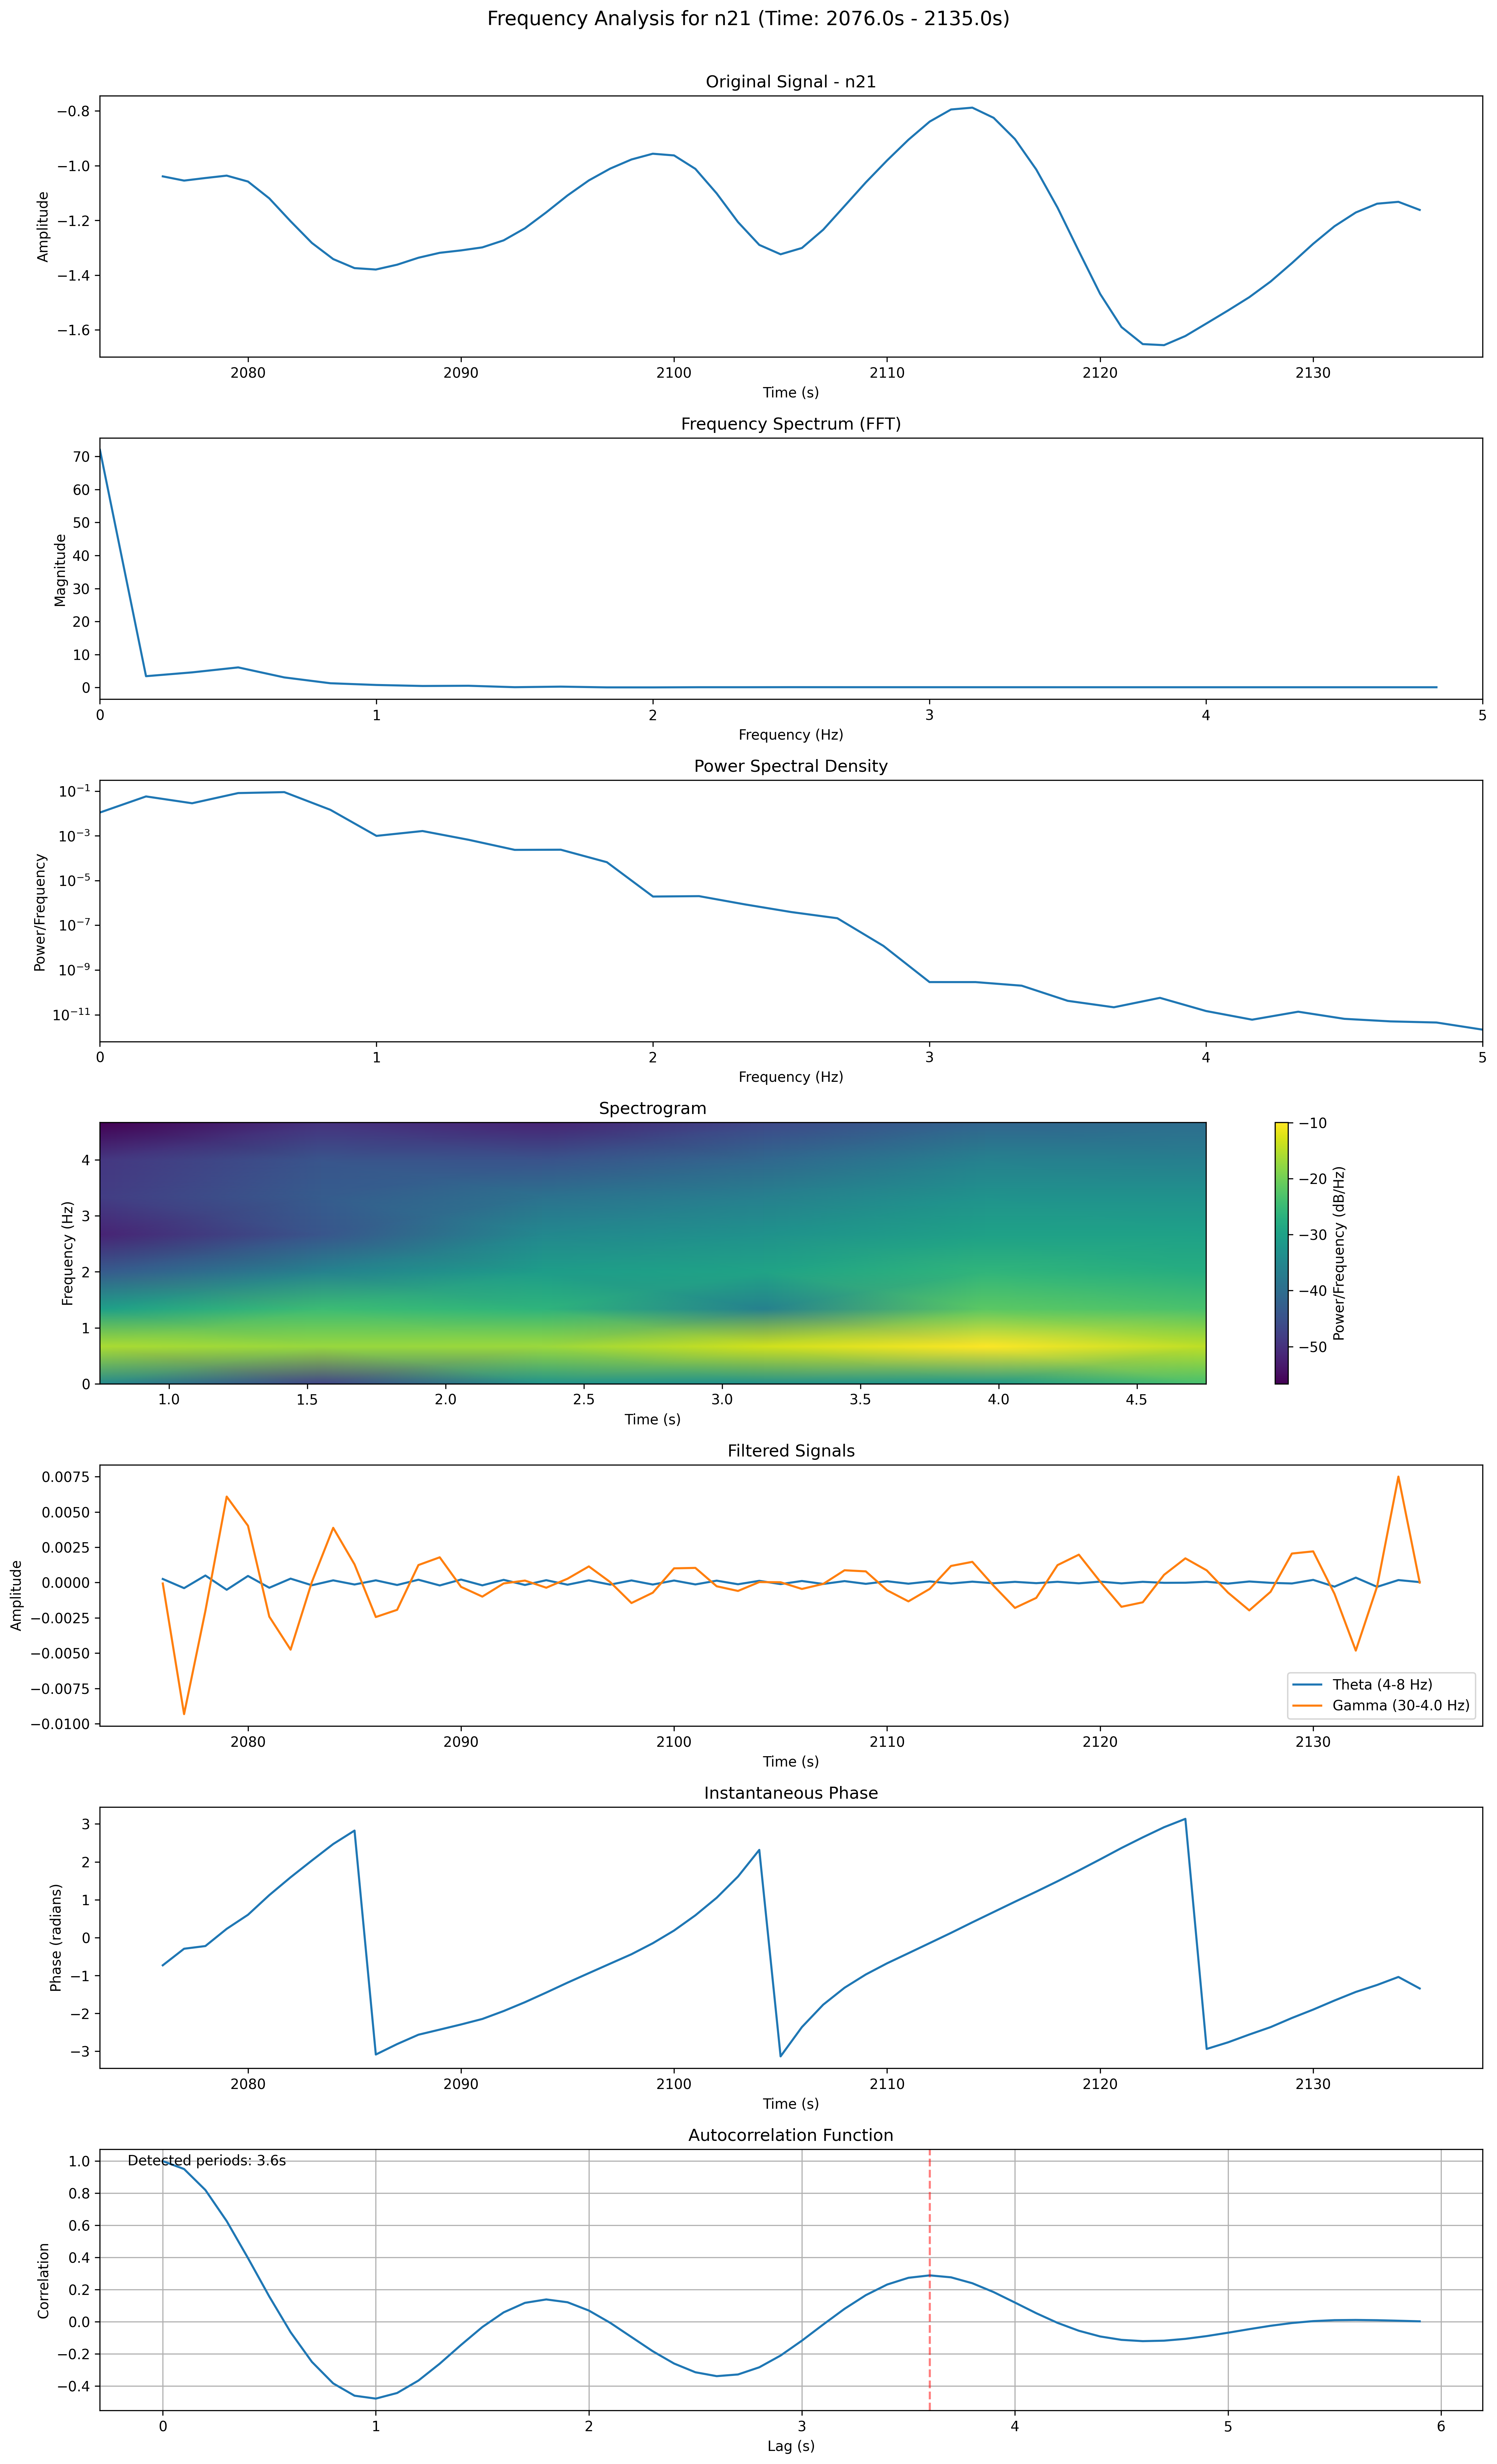 Frequency Analysis for n21 (Time: 2076.0s - 2135.0s)
Original Signal - n21
Amplitude
−0.8
−1.0
−1.2
−1.4
−1.6
2080 2090 2100 2110 2120 2130
Time (s)
Frequency Spectrum (FFT)
Magnitude
70
60
50
40
30
20
10
0
0 1 2 3 4 5
Frequency (Hz)
Power Spectral Density
Power/Frequency
10⁻¹
10⁻³
10⁻⁵
10⁻⁷
10⁻⁹
10⁻¹¹
0 1 2 3 4 5
Frequency (Hz)
Spectrogram
Frequency (Hz)
4
3
2
1
0
1.0 1.5 2.0 2.5 3.0 3.5 4.0 4.5
Time (s)
−10
−20
−30
−40
−50
Power/Frequency (dB/Hz)
Filtered Signals
Amplitude
0.0075
0.0050
0.0025
0.0000
−0.0025
−0.0050
−0.0075
−0.0100
Theta (4-8 Hz)
Gamma (30-4.0 Hz)
2080 2090 2100 2110 2120 2130
Time (s)
Instantaneous Phase
Phase (radians)
3
2
1
0
−1
−2
−3
2080 2090 2100 2110 2120 2130
Time (s)
Autocorrelation Function
Detected periods: 3.6s
Correlation
1.0
0.8
0.6
0.4
0.2
0.0
−0.2
−0.4
0 1 2 3 4 5 6
Lag (s)